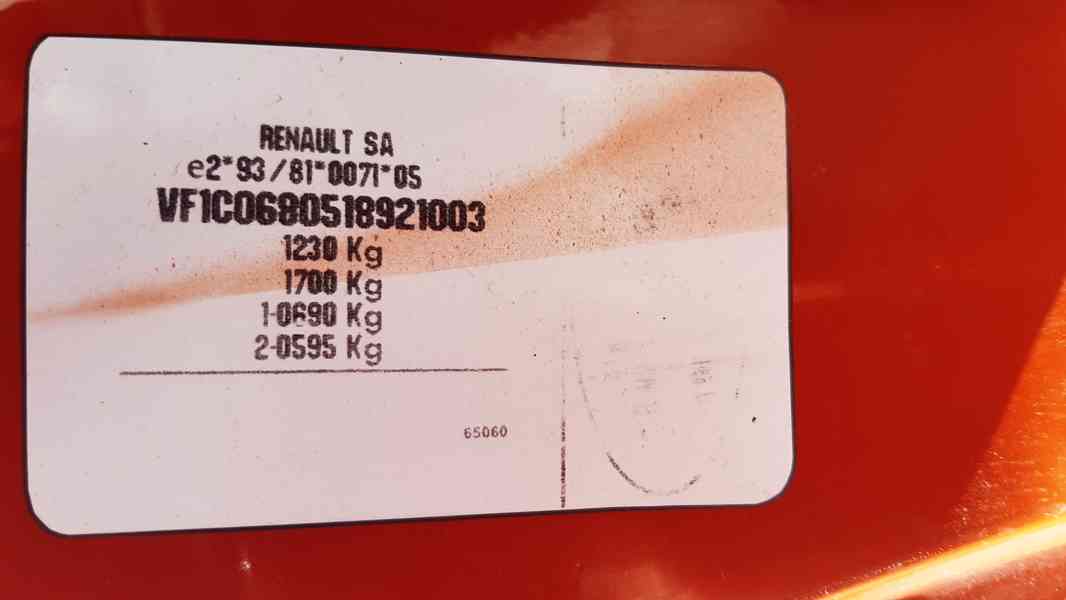 RENAULT SA
e2*93/81*0071*05
VF1C0680518921003
1230 Kg
1700 Kg
1-0690 Kg
2-0595 Kg
65060